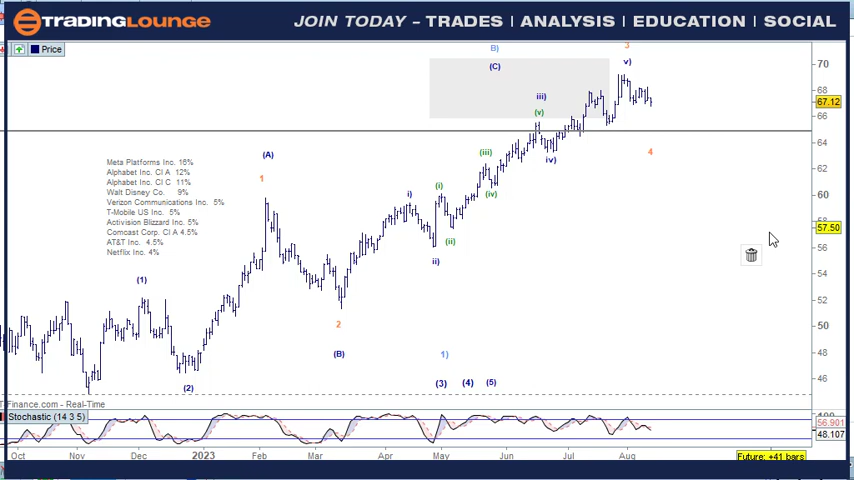 TRADINGLOUNGE
JOIN TODAY - TRADES | ANALYSIS | EDUCATION | SOCIAL
Price
B)
3
(C)
v)
70
iii)
68
67.12
(v)
66
64
(A)
(iii)
iv)
4
Meta Platforms Inc. 16%
Alphabet Inc. Cl A 12%
Alphabet Inc. Cl C 11%
Walt Disney Co. 9%
Verizon Communications Inc. 5%
T-Mobile US Inc. 5%
Activision Blizzard Inc. 5%
Comcast Corp. Cl A 4.5%
AT&T Inc. 4.5%
Netflix Inc. 4%
62
1
(i)
i)
(iv)
60
57.50
(ii)
ii)
56
(1)
54
52
2
50
(B)
1)
48
(2)
(3)
(4)
(5)
46
Finance.com - Real-Time
Stochastic (14 3 5)
56.901
48.107
Oct
Nov
Dec
2023
Feb
Mar
Apr
May
Jun
Jul
Aug
Future: +41 bars